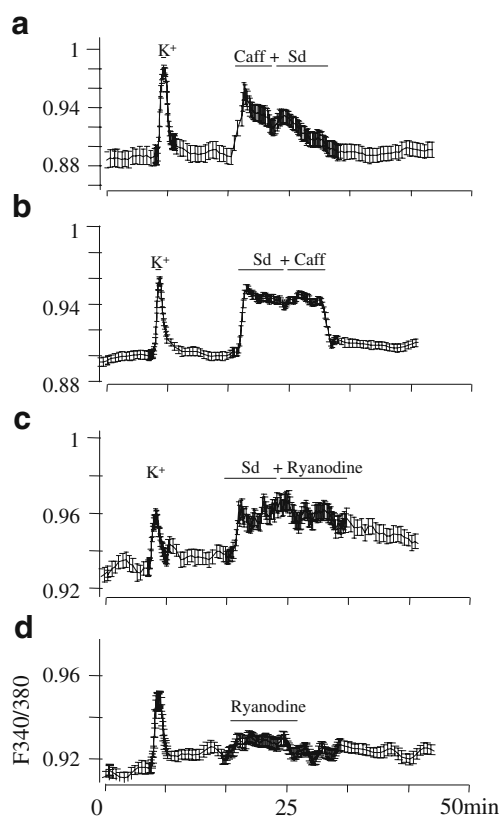 a
1
K+
Caff + Sd
0.94
0.88
b
1
K+
Sd + Caff
0.94
0.88
c
1
K+
Sd + Ryanodine
0.96
0.92
d
F340/380
0.96
Ryanodine
0.92
0 25 50min